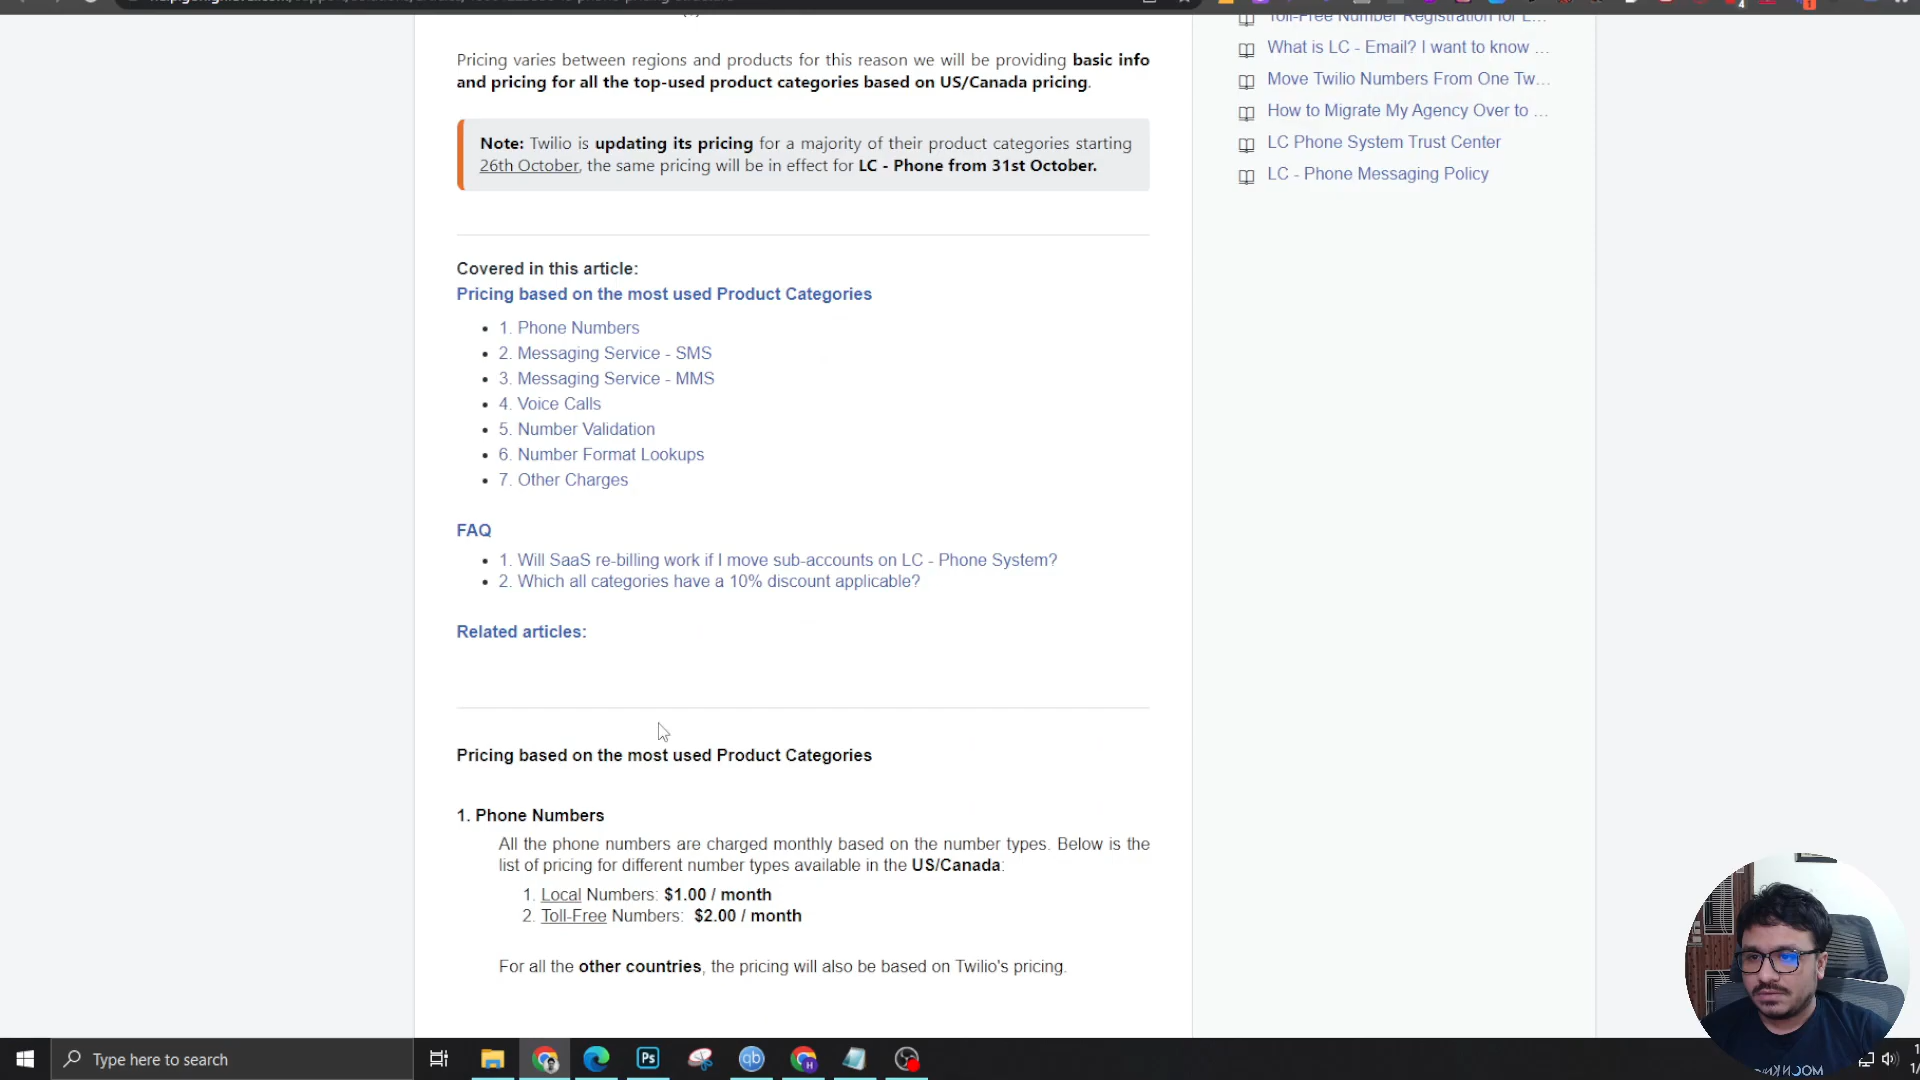 Pricing varies between regions and products for this reason we will be providing basic info
and pricing for all the top-used product categories based on US/Canada pricing.
Note: Twilio is updating its pricing for a majority of their product categories starting
26th October, the same pricing will be in effect for LC - Phone from 31st October.
Covered in this article:
Pricing based on the most used Product Categories
• 1. Phone Numbers
• 2. Messaging Service - SMS
• 3. Messaging Service - MMS
• 4. Voice Calls
• 5. Number Validation
• 6. Number Format Lookups
• 7. Other Charges
FAQ
• 1. Will SaaS re-billing work if I move sub-accounts on LC - Phone System?
• 2. Which all categories have a 10% discount applicable?
Related articles:
Pricing based on the most used Product Categories
1. Phone Numbers
All the phone numbers are charged monthly based on the number types. Below is the
list of pricing for different number types available in the US/Canada:
1. Local Numbers: $1.00 / month
2. Toll-Free Numbers: $2.00 / month
For all the other countries, the pricing will also be based on Twilio's pricing.
Toll-Free Number Registration for E...
What is LC - Email? I want to know ...
Move Twilio Numbers From One Tw...
How to Migrate My Agency Over to ...
LC Phone System Trust Center
LC - Phone Messaging Policy
Type here to search
Ps
qb
H